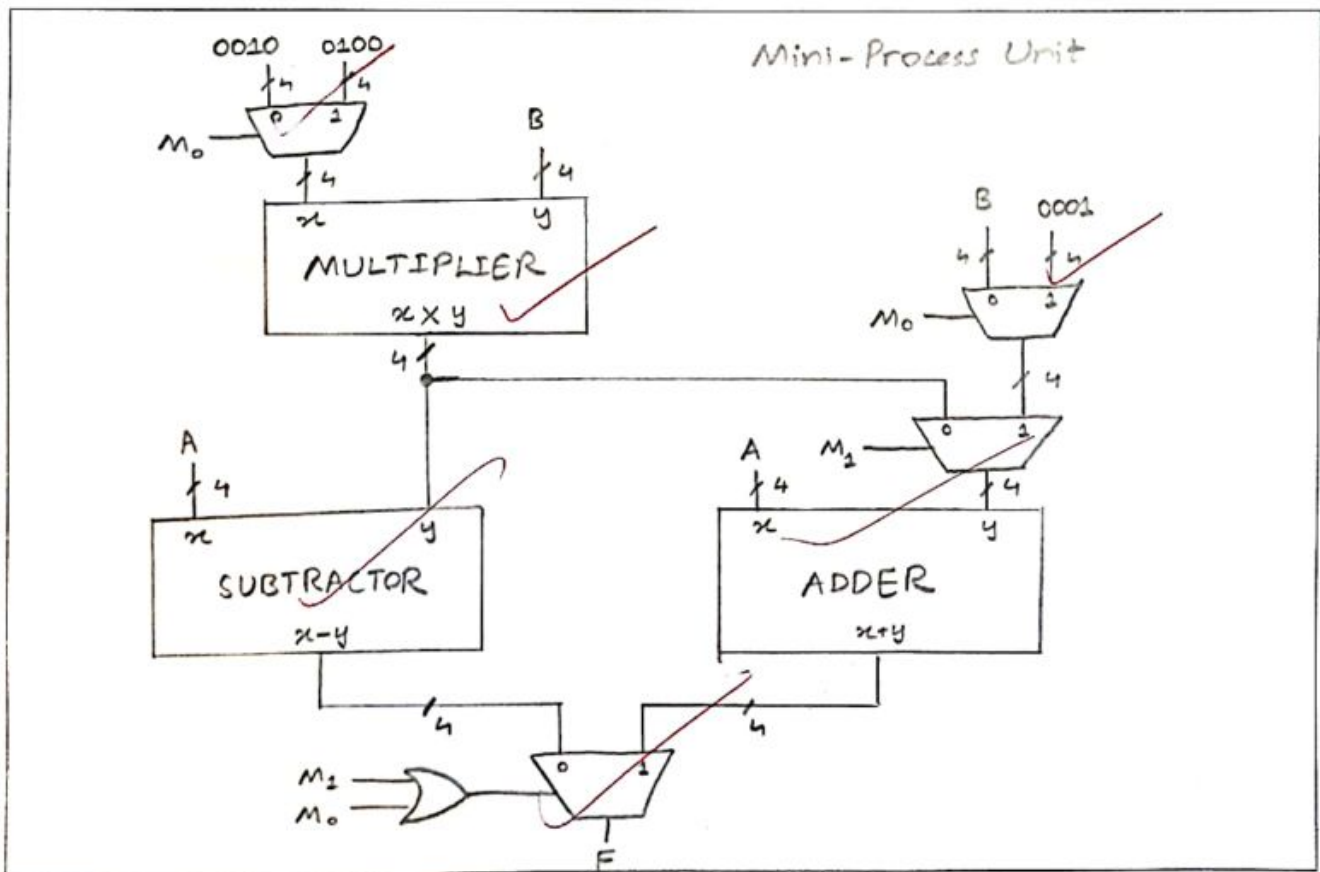 Mini-Process Unit
0010 0100
4 4
0 1
M₀
4
B
4
x y
MULTIPLIER
x × y
4
B 0001
4 4
0 1
M₀
4
0 1
M₁
4
A
4
x y
SUBTRACTOR
x-y
4
A
4
x y
ADDER
x+y
4
0 1
M₁
M₀
F